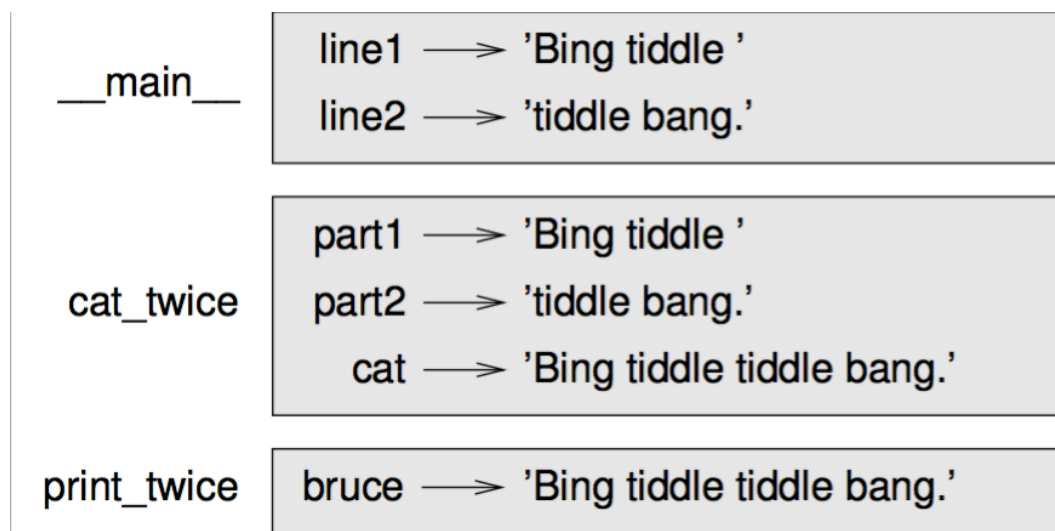 __main__
line1 ’Bing tiddle ’
line2 ’tiddle bang.’
cat_twice
part1 ’Bing tiddle ’
part2 ’tiddle bang.’
cat ’Bing tiddle tiddle bang.’
print_twice
bruce ’Bing tiddle tiddle bang.’